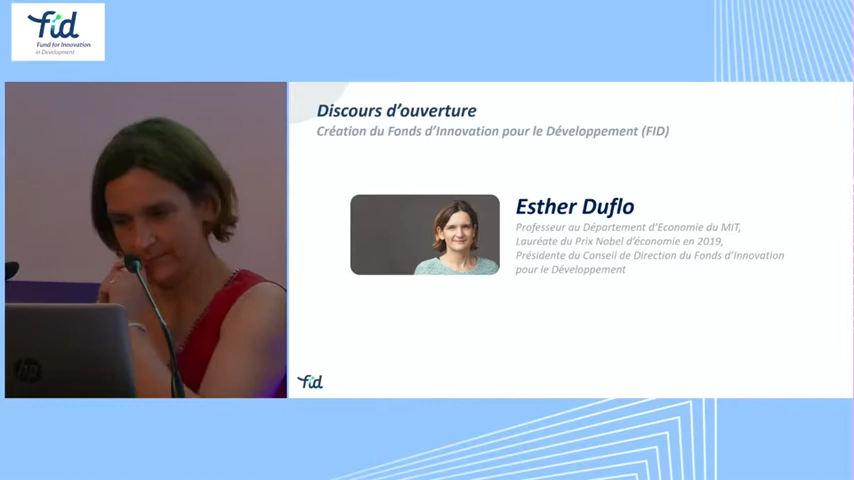 fid
Fund for Innovation
in Development
Discours d'ouverture
Création du Fonds d'Innovation pour le Développement (FID)
Esther Duflo
Professeur au Département d'Economie du MIT,
Lauréate du Prix Nobel d'économie en 2019,
Présidente du Conseil de Direction du Fonds d'Innovation
pour le Développement
hp
fid